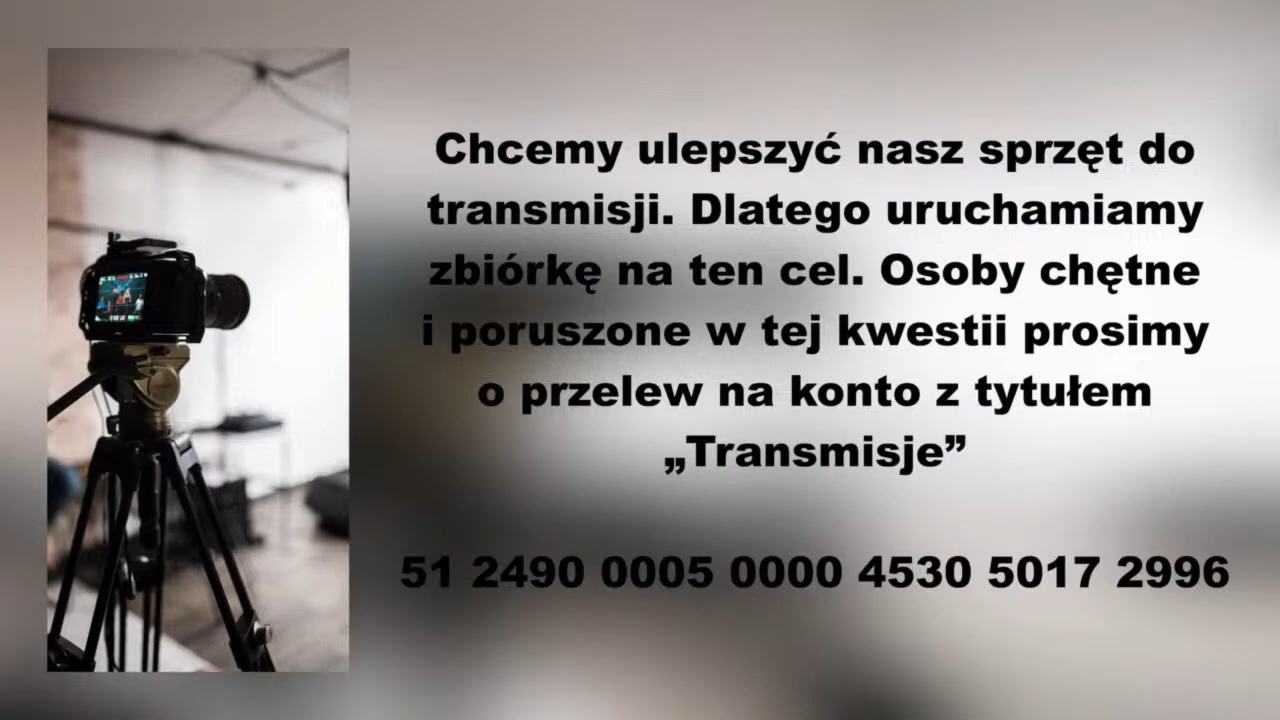 Chcemy ulepszyć nasz sprzęt do
transmisji. Dlatego uruchamiamy
zbiórkę na ten cel. Osoby chętne
i poruszone w tej kwestii prosimy
o przelew na konto z tytułem
„Transmisje”
51 2490 0005 0000 4530 5017 2996